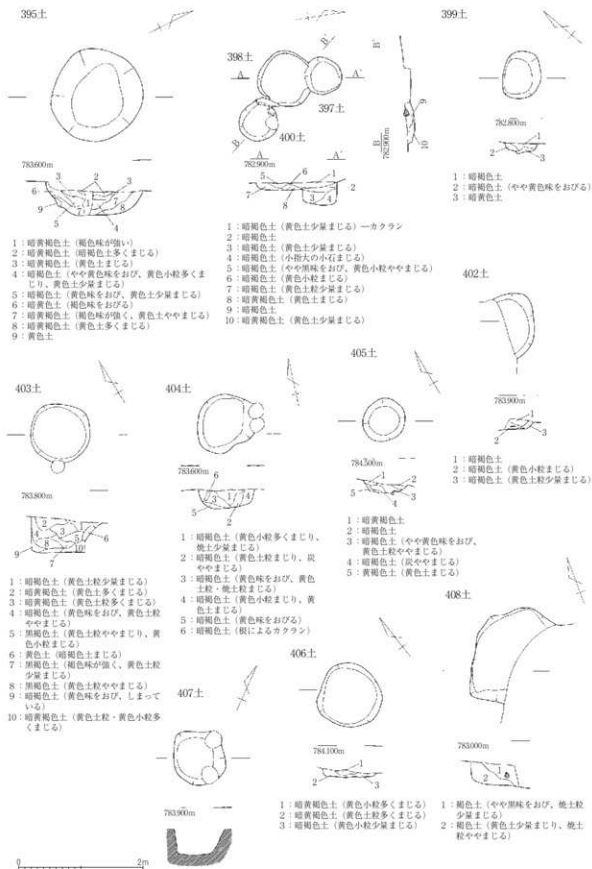 395土
783.600m
1：暗黄褐色土（褐色味が強い）
2：暗黄褐色土（暗褐色土多くまじる）
3：暗褐色土（黄色土まじる）
4：暗褐色土（やや黄色味をおび、黄色小粒多くま
じり、黄色土少量まじる）
5：暗褐色土（黄色味をおび、黄色土少量まじる）
6：暗黄色土（褐色味をおびる）
7：暗黄褐色土（褐色味が強く、黄色土ややまじる）
8：暗黄褐色土（黄色土多くまじる）
9：黄色土
398土
397土
400土
A
A′
B
B′
782.900m
782.900m
1：暗褐色土（黄色土少量まじる）―カクラン
2：暗褐色土
3：暗褐色土（黄色土少量まじる）
4：暗褐色土（小指大の小石まじる）
5：暗褐色土（やや黒味をおび、黄色小粒ややまじる）
6：暗褐色土（黄色小粒まじる）
7：暗褐色土（黄色土粒少量まじる）
8：暗黄褐色土（黄色土まじる）
9：暗褐色土
10：暗褐色土（黄色土少量まじる）
399土
782.800m
1：暗褐色土
2：暗褐色土（やや黄色味をおびる）
3：暗黄色土
402土
783.900m
1：暗褐色土
2：暗褐色土（黄色小粒まじる）
3：暗褐色土（黄色土粒少量まじる）
403土
783.800m
1：暗褐色土（黄色土粒少量まじる）
2：暗黄褐色土（黄色土多くまじる）
3：暗黄褐色土（黄色土粒多くまじる）
4：暗褐色土（黄色味をおび、黄色土粒
ややまじる）
5：黒褐色土（黄色土粒ややまじり、黄
色小粒まじる）
6：黄色土（暗褐色土まじる）
7：黒褐色土（褐色味が強く、黄色土粒
少量まじる）
8：黒褐色土（黄色土粒ややまじる）
9：暗褐色土（黄色味をおび、しまって
いる）
10：暗黄褐色土（黄色土粒・黄色小粒多
くまじる）
404土
783.600m
1：暗褐色土（黄色小粒多くまじり、
焼土少量まじる）
2：暗褐色土（黄色土粒まじり、炭
ややまじる）
3：暗褐色土（黄色味をおび、黄色
土粒・焼土粒まじる）
4：暗褐色土（黄色小粒まじり、黄
色土まじる）
5：暗褐色土（黄色味をおびる）
6：暗褐色土（根によるカクラン）
405土
784.500m
1：暗黄褐色土
2：暗褐色土
3：暗褐色土（やや黄色味をおび、
黄色土粒ややまじる）
4：暗褐色土（炭ややまじる）
5：暗黄色土（黄色土まじる）
406土
784.100m
1：暗黄褐色土（黄色小粒多くまじる）
2：暗黄褐色土（黄色土粒多くまじる）
3：暗褐色土（黄色小粒少量まじる）
407土
783.900m
408土
783.000m
1：褐色土（やや黒味をおび、焼土粒
少量まじる）
2：褐色土（黄色土少量まじり、焼土
粒ややまじる）
0　2m